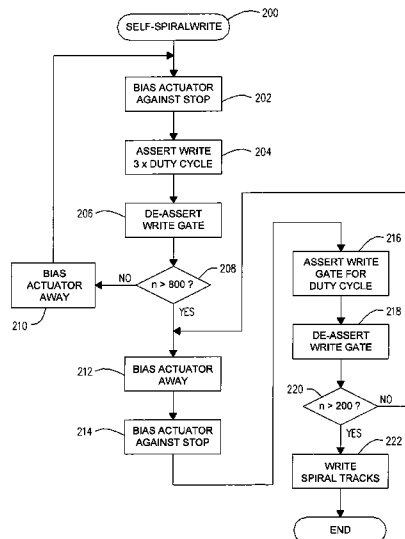 SELF-SPIRALWRITE
200
BIAS ACTUATOR
AGAINST STOP
202
ASSERT WRITE
3 x DUTY CYCLE
204
206
DE-ASSERT
WRITE GATE
n > 800 ?
208
NO
YES
BIAS
ACTUATOR
AWAY
210
212
BIAS ACTUATOR
AWAY
214
BIAS ACTUATOR
AGAINST STOP
216
ASSERT WRITE
GATE FOR
DUTY CYCLE
218
DE-ASSERT
WRITE GATE
220
n > 200 ?
NO
YES
222
WRITE
SPIRAL TRACKS
END